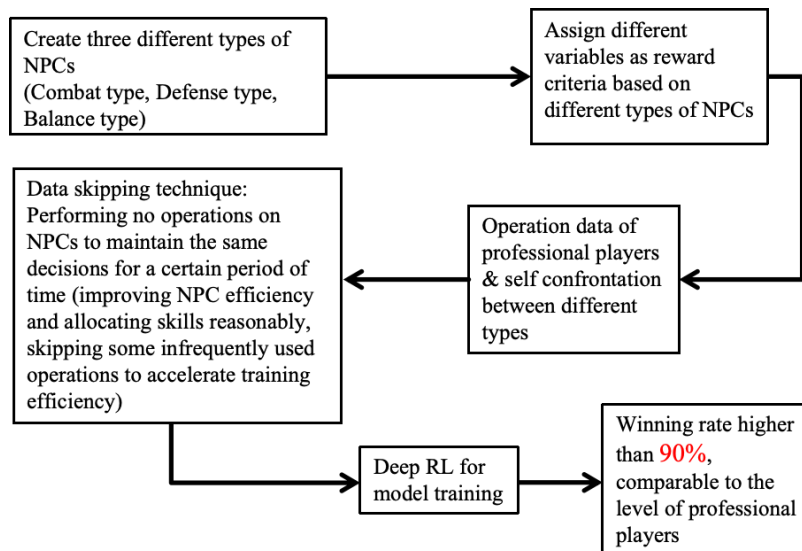 Create three different types of
NPCs
(Combat type, Defense type,
Balance type)
Assign different
variables as reward
criteria based on
different types of NPCs
Operation data of
professional players
& self confrontation
between different
types
Data skipping technique:
Performing no operations on
NPCs to maintain the same
decisions for a certain period of
time (improving NPC efficiency
and allocating skills reasonably,
skipping some infrequently used
operations to accelerate training
efficiency)
Deep RL for
model training
Winning rate higher
than 90%,
comparable to the
level of professional
players